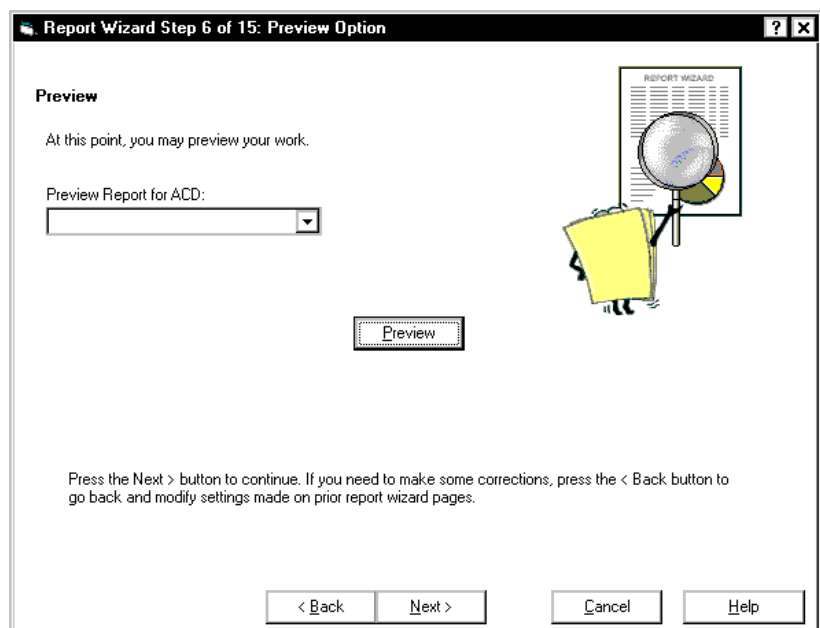 Report Wizard Step 6 of 15: Preview Option
REPORT WIZARD
Preview
At this point, you may preview your work.
Preview Report for ACD:
Preview
Press the Next > button to continue. If you need to make some corrections, press the < Back button to
go back and modify settings made on prior report wizard pages.
< Back Next > Cancel Help